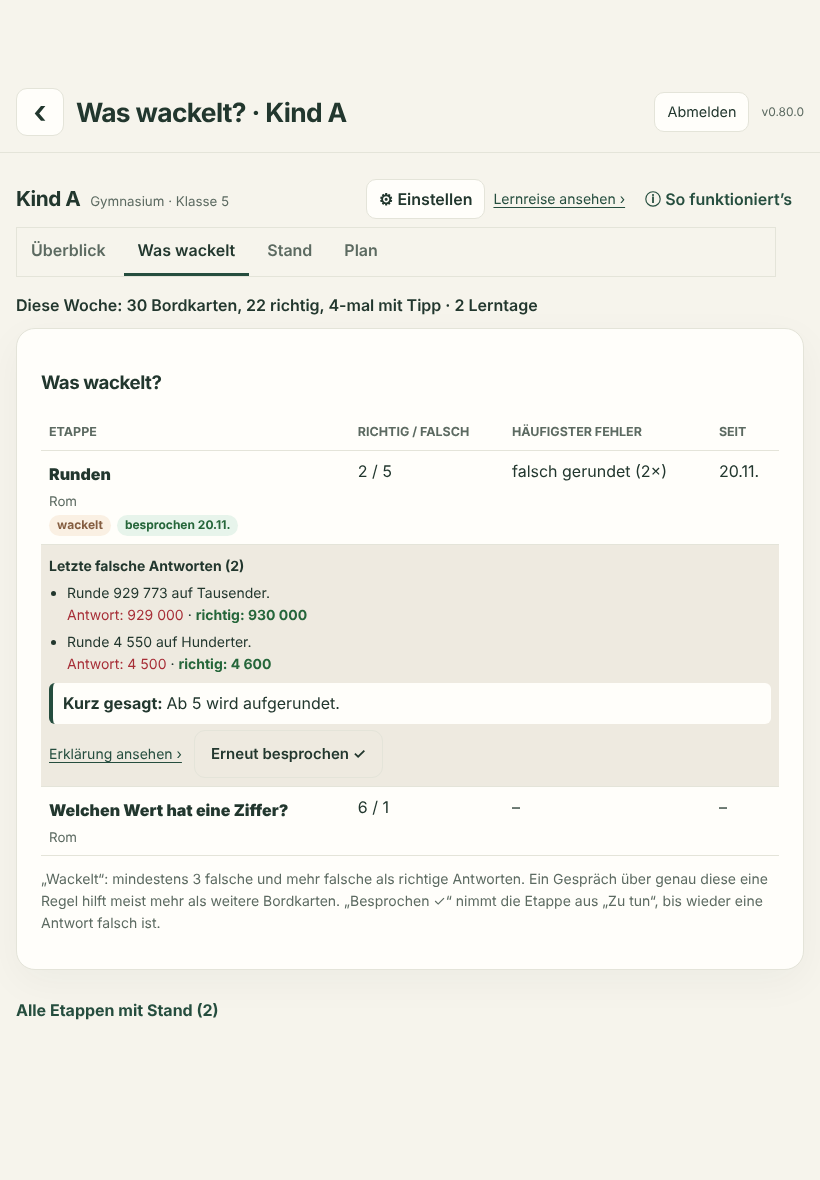 ‹ Was wackelt? · Kind A Abmelden v0.80.0
Kind A Gymnasium · Klasse 5 ⚙ Einstellen Lernreise ansehen › ⓘ So funktioniert’s
Überblick Was wackelt Stand Plan
Diese Woche: 30 Bordkarten, 22 richtig, 4-mal mit Tipp · 2 Lerntage
Was wackelt?
ETAPPE RICHTIG / FALSCH HÄUFIGSTER FEHLER SEIT
Runden 2 / 5 falsch gerundet (2×) 20.11.
Rom
wackelt besprochen 20.11.
Letzte falsche Antworten (2)
• Runde 929 773 auf Tausender.
Antwort: 929 000 · richtig: 930 000
• Runde 4 550 auf Hunderter.
Antwort: 4 500 · richtig: 4 600
Kurz gesagt: Ab 5 wird aufgerundet.
Erklärung ansehen › Erneut besprochen ✓
Welchen Wert hat eine Ziffer? 6 / 1 – –
Rom
„Wackelt“: mindestens 3 falsche und mehr falsche als richtige Antworten. Ein Gespräch über genau diese eine
Regel hilft meist mehr als weitere Bordkarten. „Besprochen ✓“ nimmt die Etappe aus „Zu tun“, bis wieder eine
Antwort falsch ist.
Alle Etappen mit Stand (2)